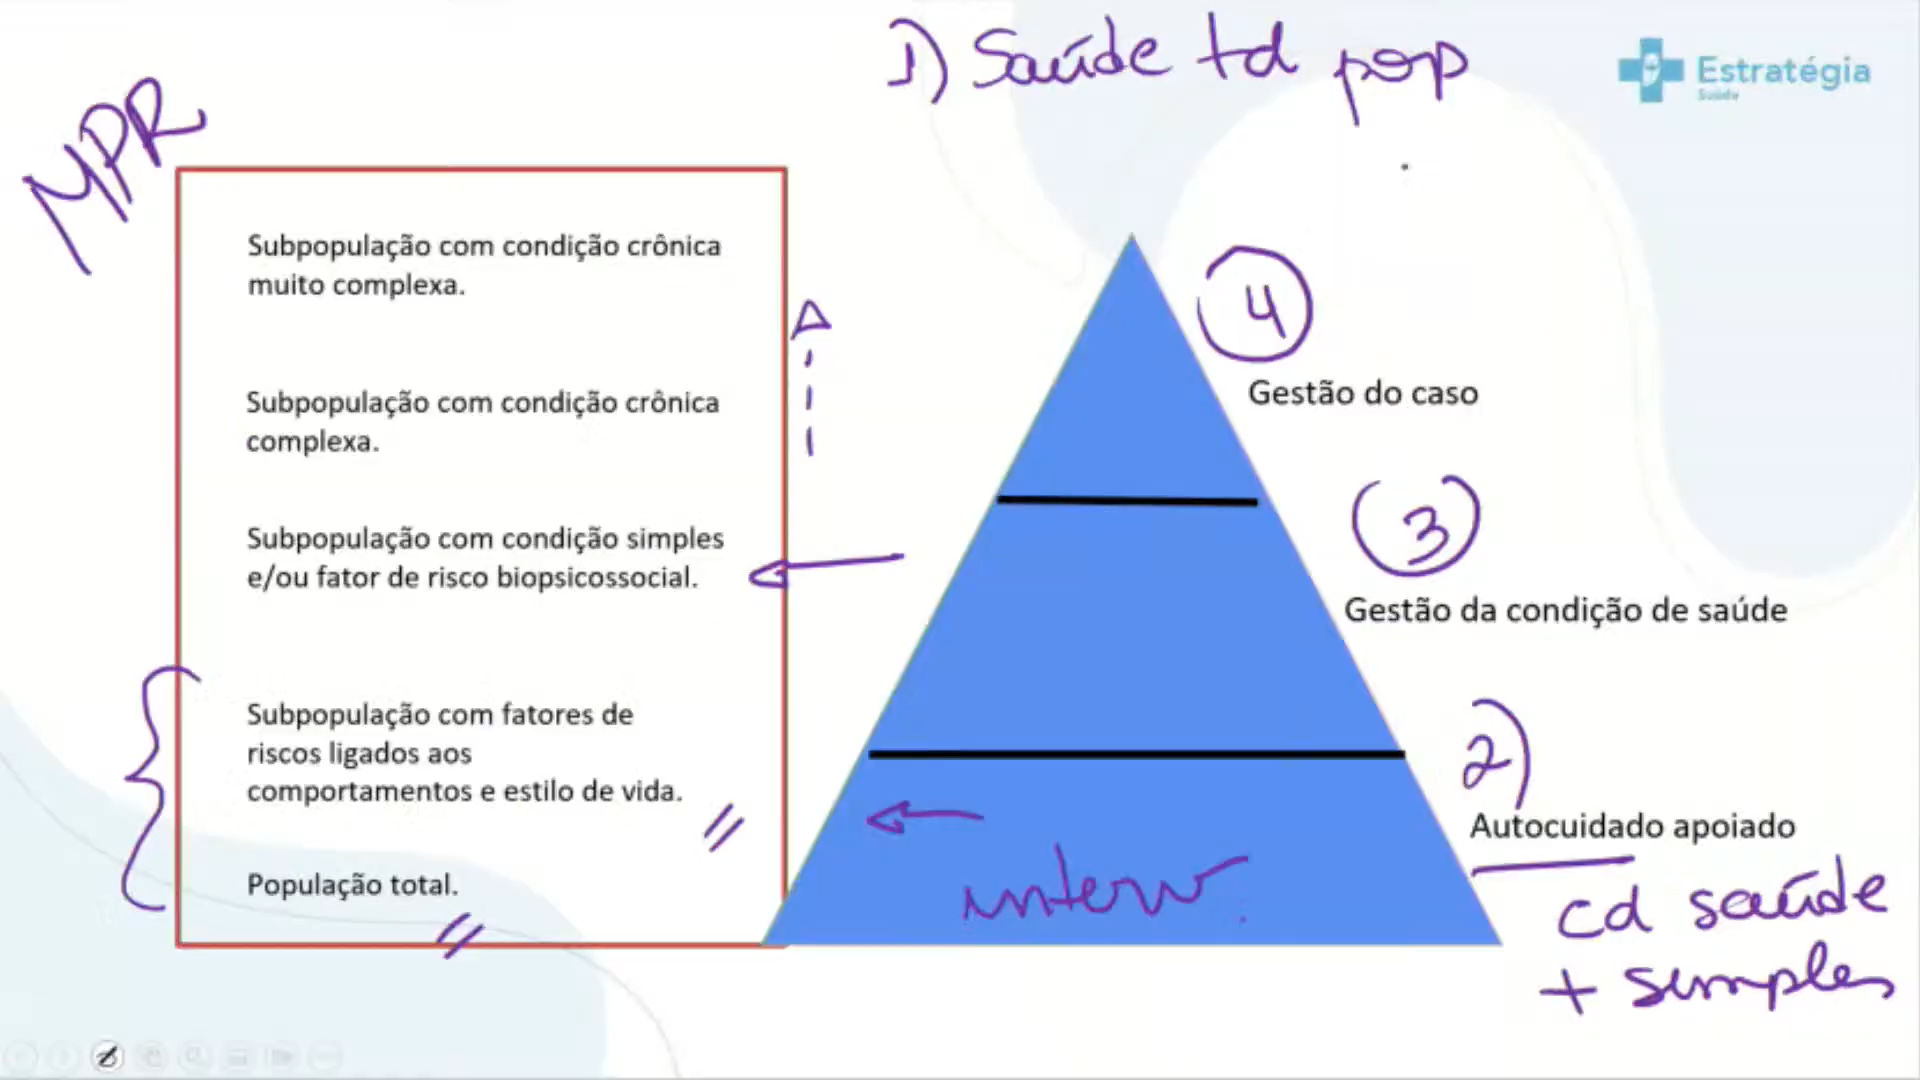 1) Saúde td pop
Estratégia
Saúde
MPR
Subpopulação com condição crônica
muito complexa.
Subpopulação com condição crônica
complexa.
Subpopulação com condição simples
e/ou fator de risco biopsicossocial.
Subpopulação com fatores de
riscos ligados aos
comportamentos e estilo de vida.
População total.
4
Gestão do caso
3
Gestão da condição de saúde
2)
Autocuidado apoiado
interv.
cd saúde
+ simples